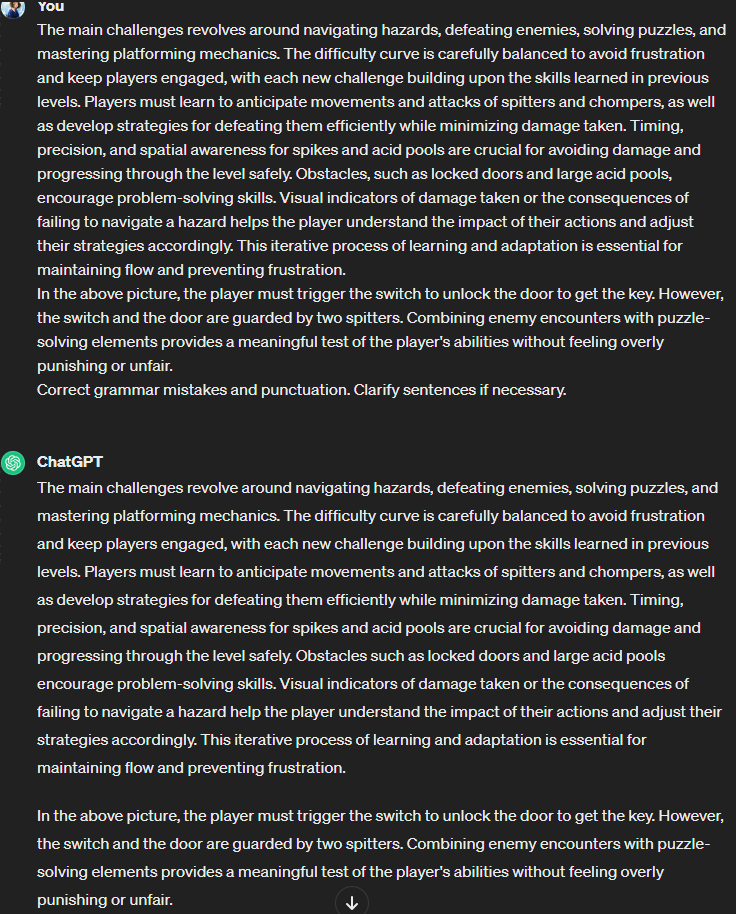 You
The main challenges revolves around navigating hazards, defeating enemies, solving puzzles, and
mastering platforming mechanics. The difficulty curve is carefully balanced to avoid frustration
and keep players engaged, with each new challenge building upon the skills learned in previous
levels. Players must learn to anticipate movements and attacks of spitters and chompers, as well
as develop strategies for defeating them efficiently while minimizing damage taken. Timing,
precision, and spatial awareness for spikes and acid pools are crucial for avoiding damage and
progressing through the level safely. Obstacles, such as locked doors and large acid pools,
encourage problem-solving skills. Visual indicators of damage taken or the consequences of
failing to navigate a hazard helps the player understand the impact of their actions and adjust
their strategies accordingly. This iterative process of learning and adaptation is essential for
maintaining flow and preventing frustration.
In the above picture, the player must trigger the switch to unlock the door to get the key. However,
the switch and the door are guarded by two spitters. Combining enemy encounters with puzzle-
solving elements provides a meaningful test of the player's abilities without feeling overly
punishing or unfair.
Correct grammar mistakes and punctuation. Clarify sentences if necessary.
ChatGPT
The main challenges revolve around navigating hazards, defeating enemies, solving puzzles, and
mastering platforming mechanics. The difficulty curve is carefully balanced to avoid frustration
and keep players engaged, with each new challenge building upon the skills learned in previous
levels. Players must learn to anticipate movements and attacks of spitters and chompers, as well
as develop strategies for defeating them efficiently while minimizing damage taken. Timing,
precision, and spatial awareness for spikes and acid pools are crucial for avoiding damage and
progressing through the level safely. Obstacles such as locked doors and large acid pools
encourage problem-solving skills. Visual indicators of damage taken or the consequences of
failing to navigate a hazard help the player understand the impact of their actions and adjust their
strategies accordingly. This iterative process of learning and adaptation is essential for
maintaining flow and preventing frustration.
In the above picture, the player must trigger the switch to unlock the door to get the key. However,
the switch and the door are guarded by two spitters. Combining enemy encounters with puzzle-
solving elements provides a meaningful test of the player's abilities without feeling overly
punishing or unfair.